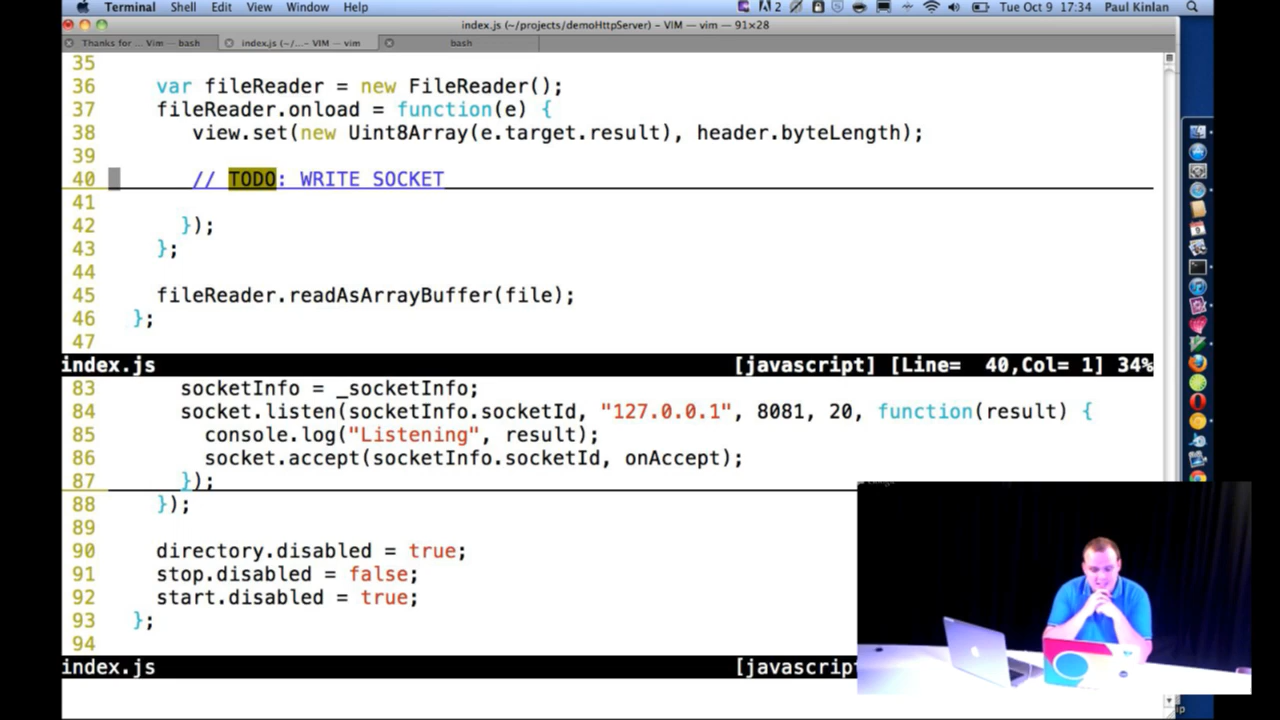 Terminal Shell Edit View Window Help 2 Tue Oct 9 17:34 Paul Kinlan
index.js (~/projects/demoHttpServer) – VIM — vim — 91×28
Thanks for ... Vim — bash index.js (~/...– VIM — vim bash
35
36 var fileReader = new FileReader();
37 fileReader.onload = function(e) {
38 view.set(new Uint8Array(e.target.result), header.byteLength);
39
40 // TODO: WRITE SOCKET
41
42 });
43 };
44
45 fileReader.readAsArrayBuffer(file);
46 };
47
index.js [javascript] [Line= 40,Col= 1] 34%
83 socketInfo = _socketInfo;
84 socket.listen(socketInfo.socketId, "127.0.0.1", 8081, 20, function(result) {
85 console.log("Listening", result);
86 socket.accept(socketInfo.socketId, onAccept);
87 });
88 });
89
90 directory.disabled = true;
91 stop.disabled = false;
92 start.disabled = true;
93 };
94
index.js [javascript